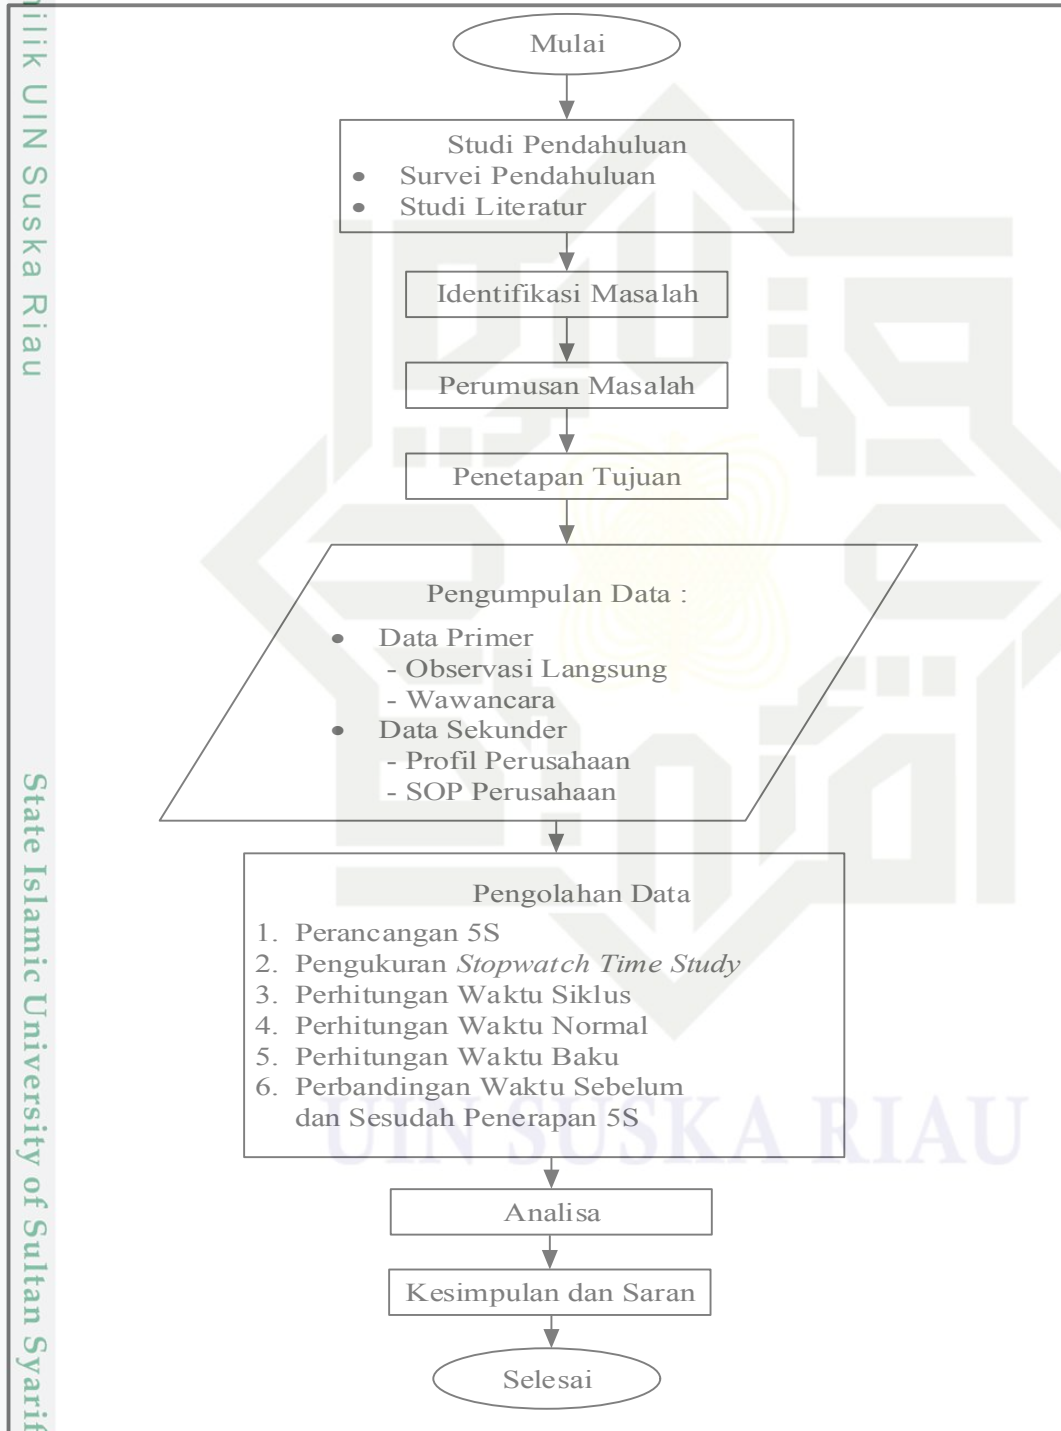 Mulai
Studi Pendahuluan
• Survei Pendahuluan
• Studi Literatur
Identifikasi Masalah
Perumusan Masalah
Penetapan Tujuan
Pengumpulan Data :
• Data Primer
- Observasi Langsung
- Wawancara
• Data Sekunder
- Profil Perusahaan
- SOP Perusahaan
Pengolahan Data
1. Perancangan 5S
2. Pengukuran Stopwatch Time Study
3. Perhitungan Waktu Siklus
4. Perhitungan Waktu Normal
5. Perhitungan Waktu Baku
6. Perbandingan Waktu Sebelum
dan Sesudah Penerapan 5S
UIN SUSKA RIAU
Analisa
Kesimpulan dan Saran
Selesai
UIN Suska Riau
State Islamic University of Sultan Syarif